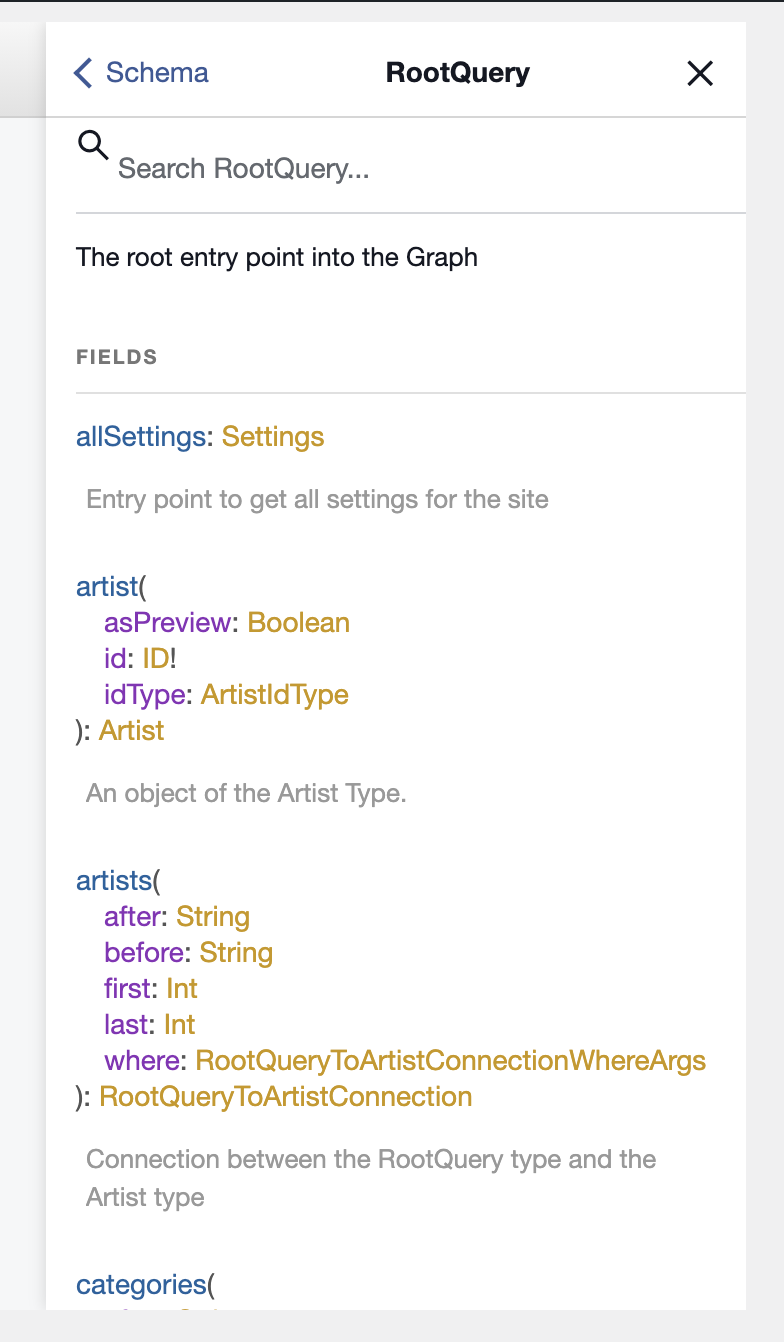 Schema
RootQuery
Search RootQuery...
The root entry point into the Graph
FIELDS
allSettings: Settings
Entry point to get all settings for the site
artist(
asPreview: Boolean
id: ID!
idType: ArtistIdType
): Artist
An object of the Artist Type.
artists(
after: String
before: String
first: Int
last: Int
where: RootQueryToArtistConnectionWhereArgs
): RootQueryToArtistConnection
Connection between the RootQuery type and the
Artist type
categories(